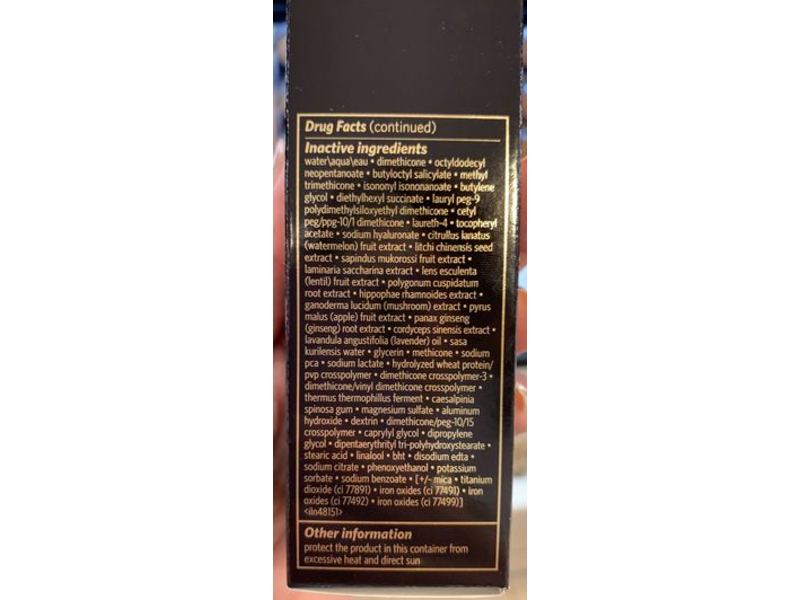 Drug Facts (continued)
Inactive ingredients
water\aqua\eau • dimethicone • octyldodecyl
neopentanoate • butyloctyl salicylate • methyl
trimethicone • isononyl isononanoate • butylene
glycol • diethylhexyl succinate • lauryl peg-9
polydimethylsiloxyethyl dimethicone • cetyl
peg/ppg-10/1 dimethicone • laureth-4 • tocopheryl
acetate • sodium hyaluronate • citrullus lanatus
(watermelon) fruit extract • litchi chinensis seed
extract • sapindus mukorossi fruit extract •
laminaria saccharina extract • lens esculenta
(lentil) fruit extract • polygonum cuspidatum
root extract • hippophae rhamnoides extract •
ganoderma lucidum (mushroom) extract • pyrus
malus (apple) fruit extract • panax ginseng
(ginseng) root extract • cordyceps sinensis extract •
lavandula angustifolia (lavender) oil • sasa
kurilensis water • glycerin • methicone • sodium
pca • sodium lactate • hydrolyzed wheat protein/
pvp crosspolymer • dimethicone crosspolymer-3 •
dimethicone/vinyl dimethicone crosspolymer •
thermus thermophillus ferment • caesalpinia
spinosa gum • magnesium sulfate • aluminum
hydroxide • dextrin • dimethicone/peg-10/15
crosspolymer • caprylyl glycol • dipropylene
glycol • dipentaerythrityl tri-polyhydroxystearate •
stearic acid • linalool • bht • disodium edta •
sodium citrate • phenoxyethanol • potassium
sorbate • sodium benzoate • [+/- mica • titanium
dioxide (ci 77891) • iron oxides (ci 77491) • iron
oxides (ci 77492) • iron oxides (ci 77499)]
<iln48151>
Other information
protect the product in this container from
excessive heat and direct sun